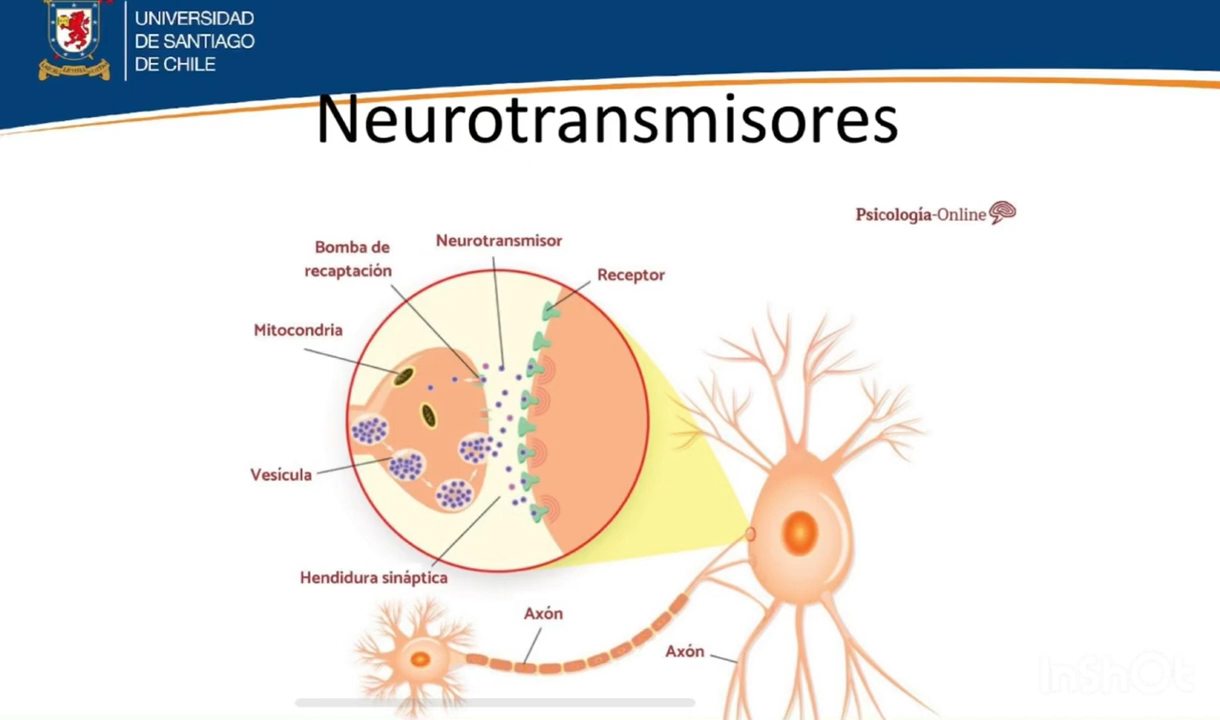 UNIVERSIDAD
DE SANTIAGO
DE CHILE
Neurotransmisores
Psicología-Online
Bomba de
recaptación
Neurotransmisor
Receptor
Mitocondria
Vesícula
Hendidura sináptica
Axón
Axón
InShOt